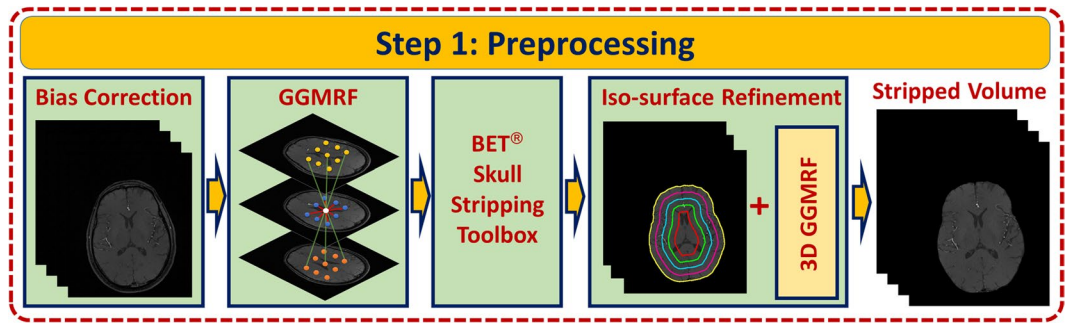 Step 1: Preprocessing
Bias Correction
GGMRF
BET®
Skull
Stripping
Toolbox
Iso-surface Refinement
+
3D GGMRF
Stripped Volume